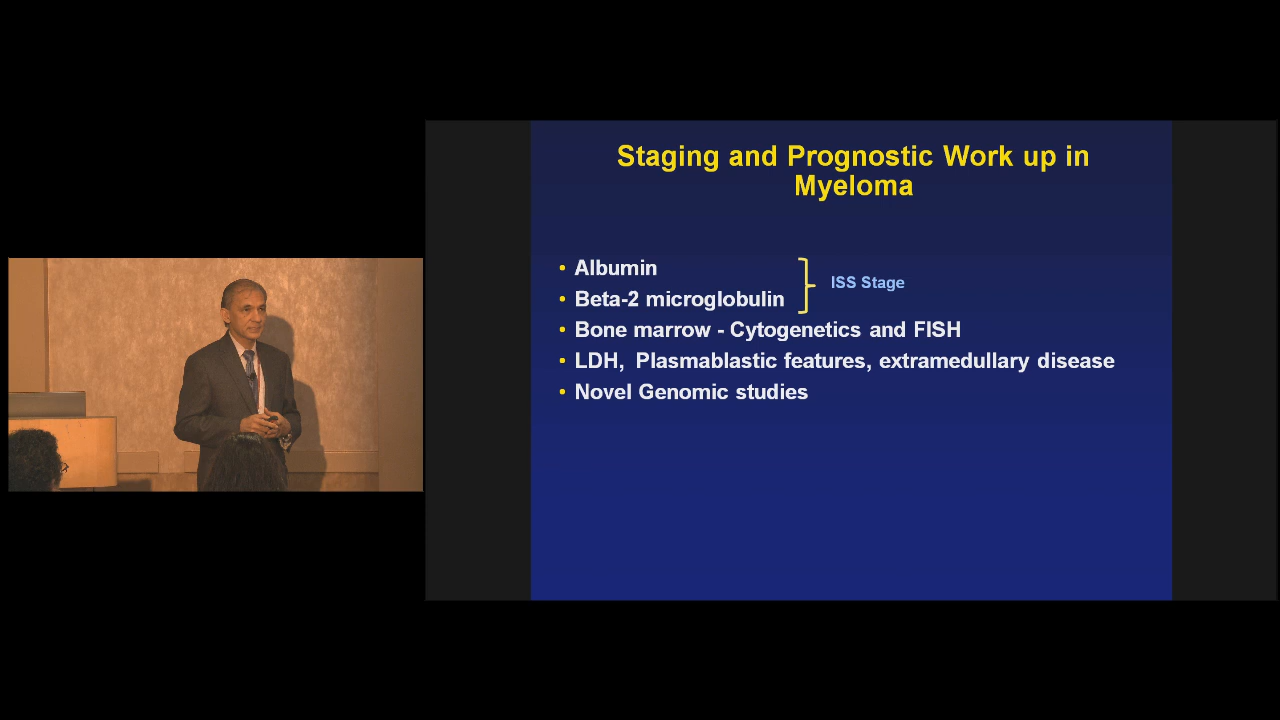 Staging and Prognostic Work up in
Myeloma
• Albumin
• Beta-2 microglobulin
ISS Stage
• Bone marrow - Cytogenetics and FISH
• LDH, Plasmablastic features, extramedullary disease
• Novel Genomic studies